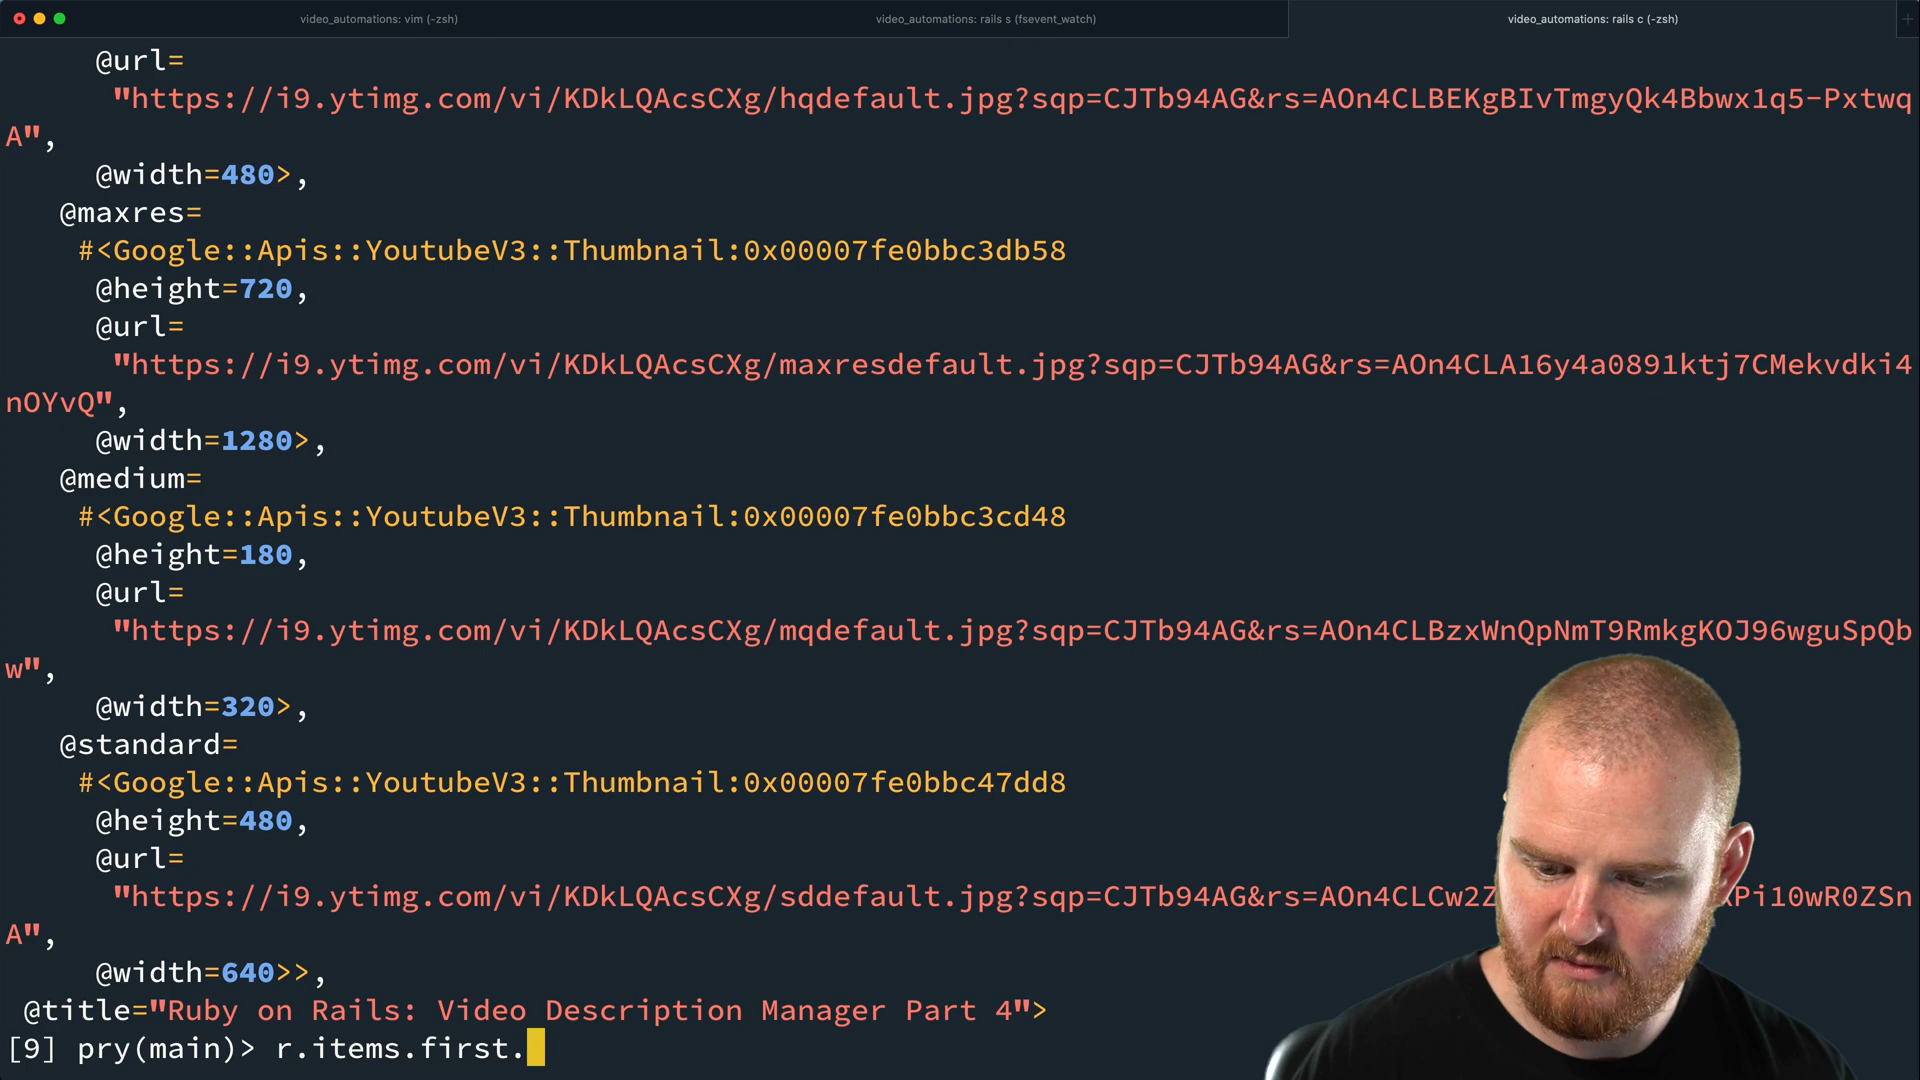 video_automations: vim (-zsh)
video_automations: rails s (fsevent_watch)
video_automations: rails c (-zsh)
@url=
"https://i9.ytimg.com/vi/KDkLQAcsCXg/hqdefault.jpg?sqp=CJTb94AG&rs=AOn4CLBEKgBIvTmgyQk4Bbwx1q5-Pxtwq
A",
@width=480>,
@maxres=
#<Google::Apis::YoutubeV3::Thumbnail:0x00007fe0bbc3db58
@height=720,
@url=
"https://i9.ytimg.com/vi/KDkLQAcsCXg/maxresdefault.jpg?sqp=CJTb94AG&rs=AOn4CLA16y4a0891ktj7CMekvdki4
nOYvQ",
@width=1280>,
@medium=
#<Google::Apis::YoutubeV3::Thumbnail:0x00007fe0bbc3cd48
@height=180,
@url=
"https://i9.ytimg.com/vi/KDkLQAcsCXg/mqdefault.jpg?sqp=CJTb94AG&rs=AOn4CLBzxWnQpNmT9RmkgKOJ96wguSpQb
w",
@width=320>,
@standard=
#<Google::Apis::YoutubeV3::Thumbnail:0x00007fe0bbc47dd8
@height=480,
@url=
"https://i9.ytimg.com/vi/KDkLQAcsCXg/sddefault.jpg?sqp=CJTb94AG&rs=AOn4CLCw2Z Pi10wR0ZSn
A",
@width=640>>,
@title="Ruby on Rails: Video Description Manager Part 4">
[9] pry(main)> r.items.first.